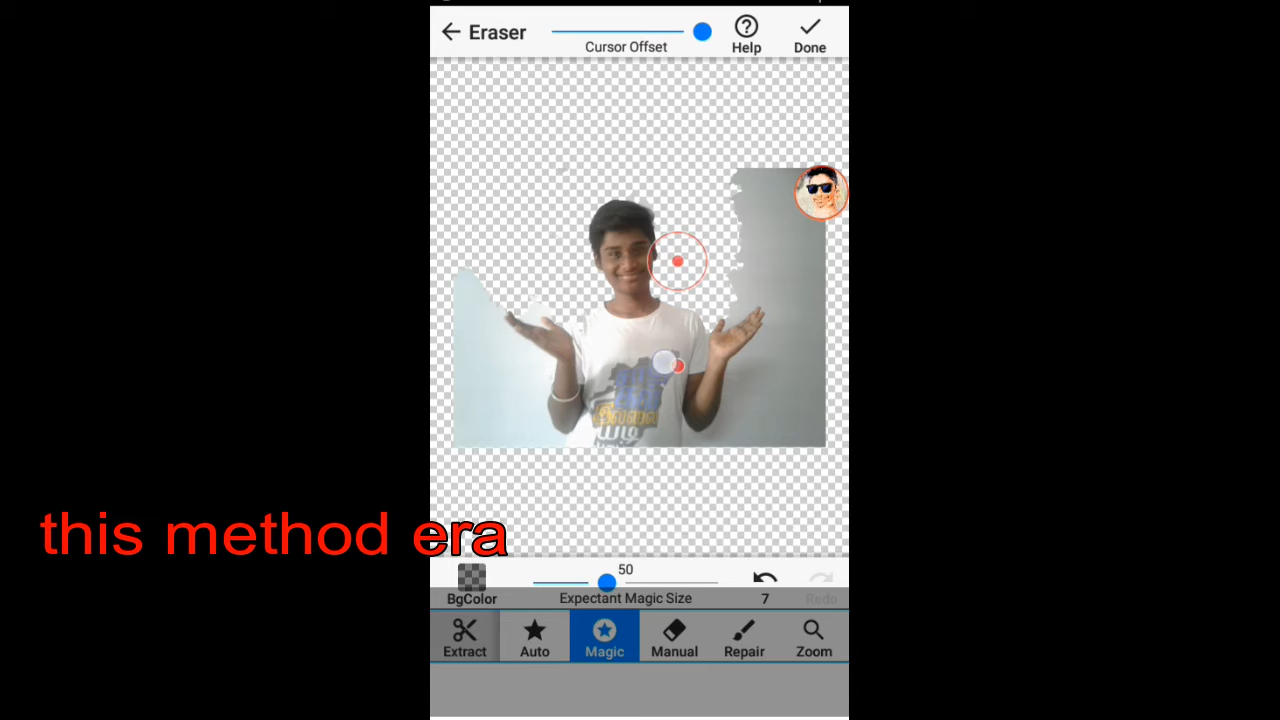 Eraser
Cursor Offset
Help
Done
இல்லை
this method era
50
BgColor
Expectant Magic Size
7
Redo
Extract
Auto
Magic
Manual
Repair
Zoom